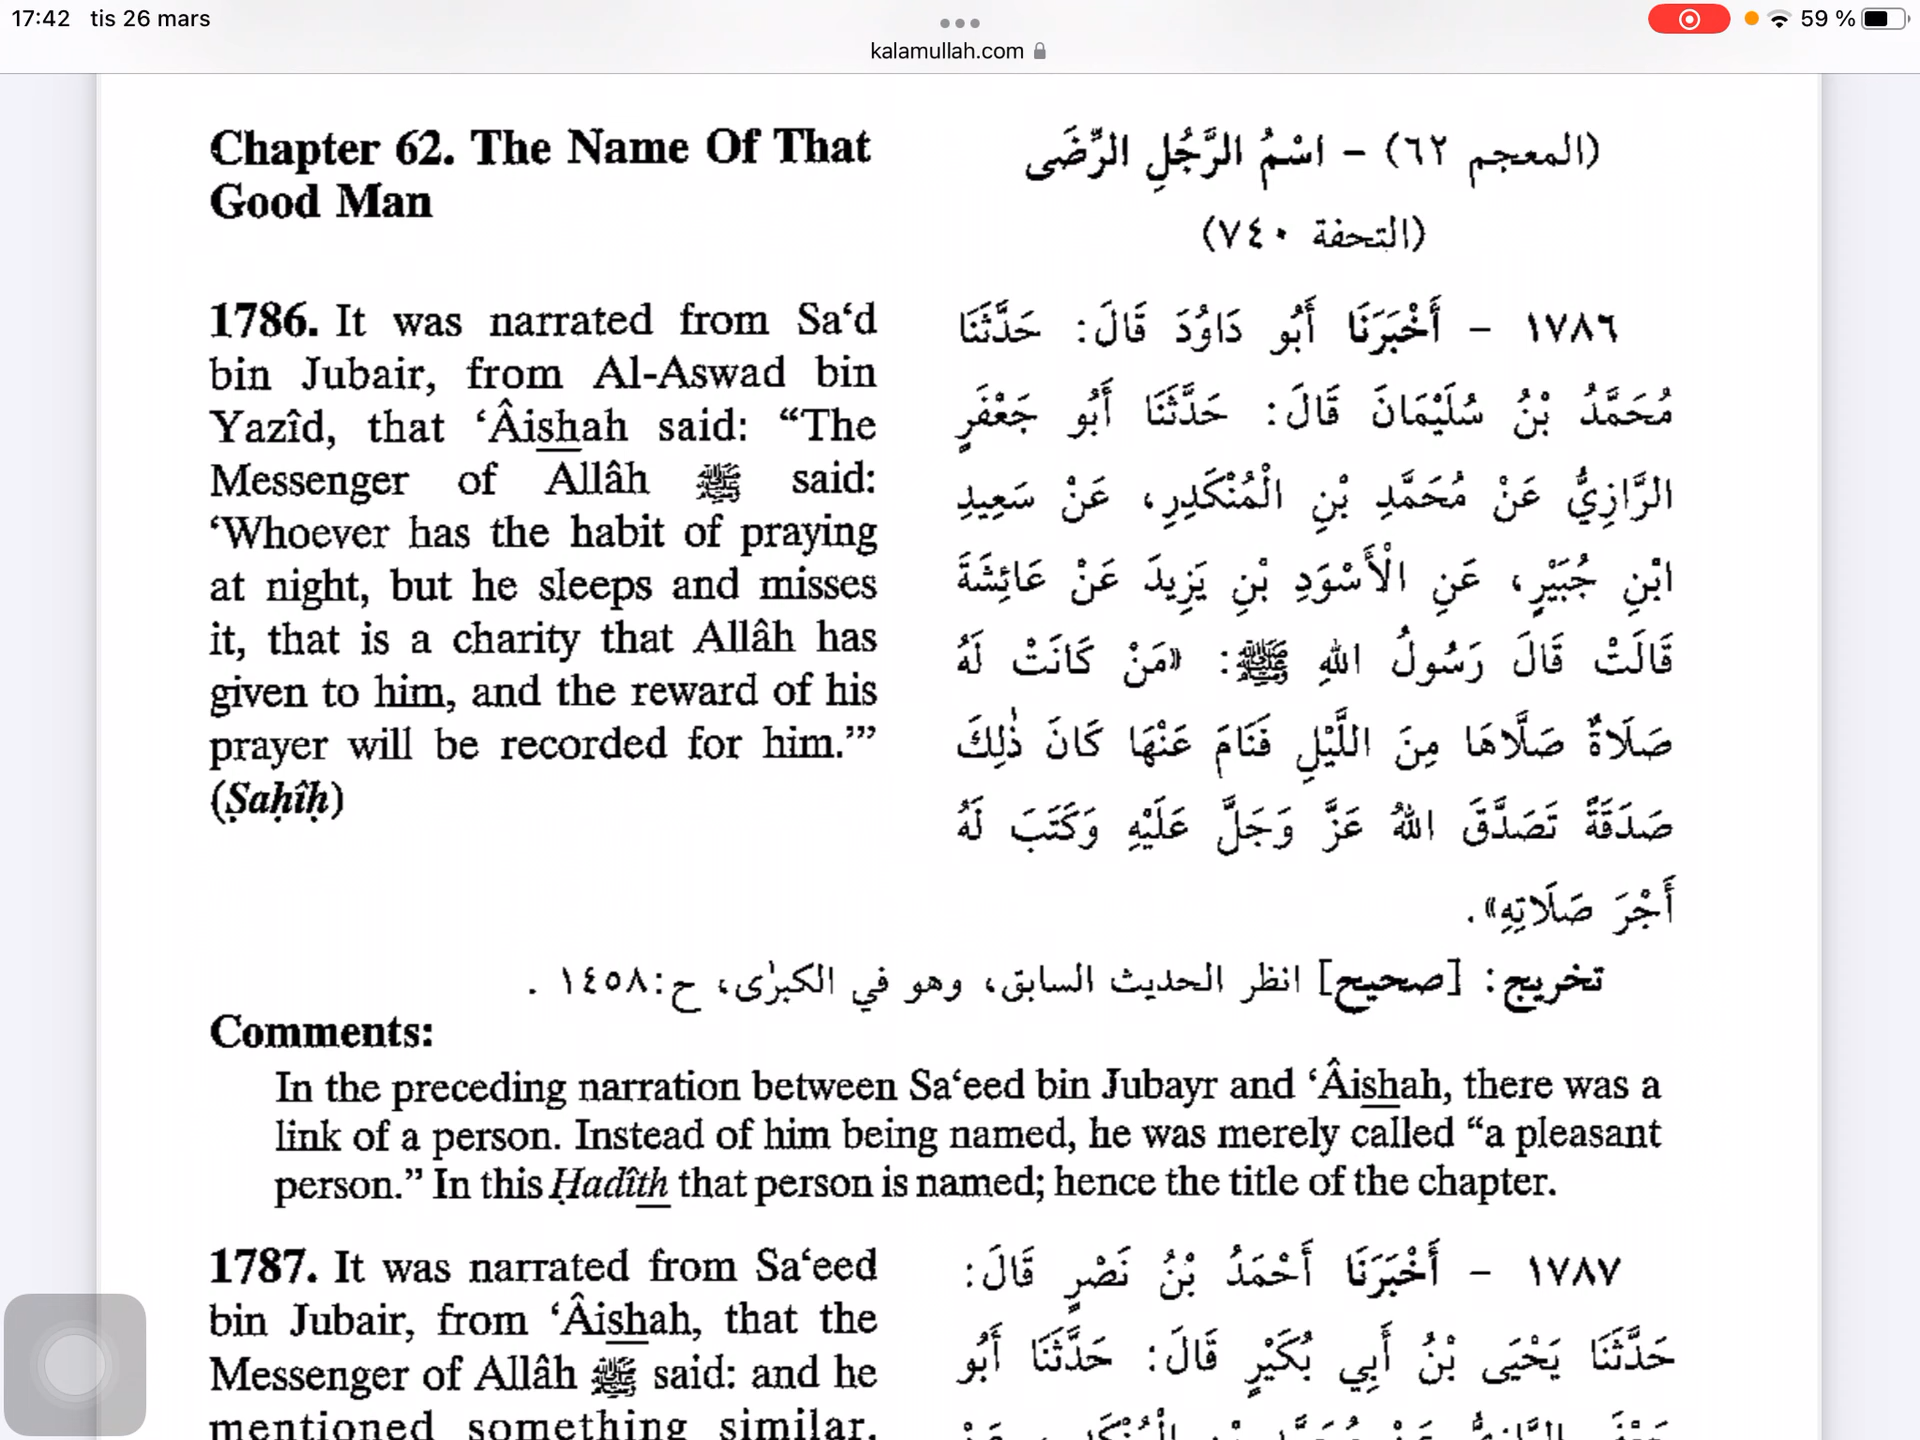 17:42 tis 26 mars
59 %
kalamullah.com
Chapter 62. The Name Of That
Good Man
(المعجم ٦٢) - اسْمُ الرَّجُلِ الرِّضَى
(التحفة ٧٤٠)
1786. It was narrated from Sa‘d
bin Jubair, from Al-Aswad bin
Yazîd, that ‘Âishah said: “The
Messenger of Allâh ﷺ said:
‘Whoever has the habit of praying
at night, but he sleeps and misses
it, that is a charity that Allâh has
given to him, and the reward of his
prayer will be recorded for him.’”
(Ṣaḥîḥ)
١٧٨٦ - أَخْبَرَنَا أَبُو دَاوُدَ قَالَ: حَدَّثَنَا
مُحَمَّدُ بْنُ سُلَيْمَانَ قَالَ: حَدَّثَنَا أَبُو جَعْفَرٍ
الرَّازِيُّ عَنْ مُحَمَّدِ بْنِ الْمُنْكَدِرِ، عَنْ سَعِيدِ
ابْنِ جُبَيْرٍ، عَنِ الْأَسْوَدِ بْنِ يَزِيدَ عَنْ عَائِشَةَ
قَالَتْ قَالَ رَسُولُ اللهِ ﷺ: «مَنْ كَانَتْ لَهُ
صَلَاةٌ صَلَّاهَا مِنَ اللَّيْلِ فَنَامَ عَنْهَا كَانَ ذٰلِكَ
صَدَقَةً تَصَدَّقَ اللهُ عَزَّ وَجَلَّ عَلَيْهِ وَكَتَبَ لَهُ
أَجْرَ صَلَاتِهِ».
تخريج: [صحيح] انظر الحديث السابق، وهو في الكبرٰى، ح:١٤٥٨ .
Comments:
In the preceding narration between Sa‘eed bin Jubayr and ‘Âishah, there was a
link of a person. Instead of him being named, he was merely called “a pleasant
person.” In this Ḥadîth that person is named; hence the title of the chapter.
1787. It was narrated from Sa‘eed
bin Jubair, from ‘Âishah, that the
Messenger of Allâh ﷺ said: and he
mentioned something similar.
١٧٨٧ - أَخْبَرَنَا أَحْمَدُ بْنُ نَصْرٍ قَالَ:
حَدَّثَنَا يَحْيَى بْنُ أَبِي بُكَيْرٍ قَالَ: حَدَّثَنَا أَبُو